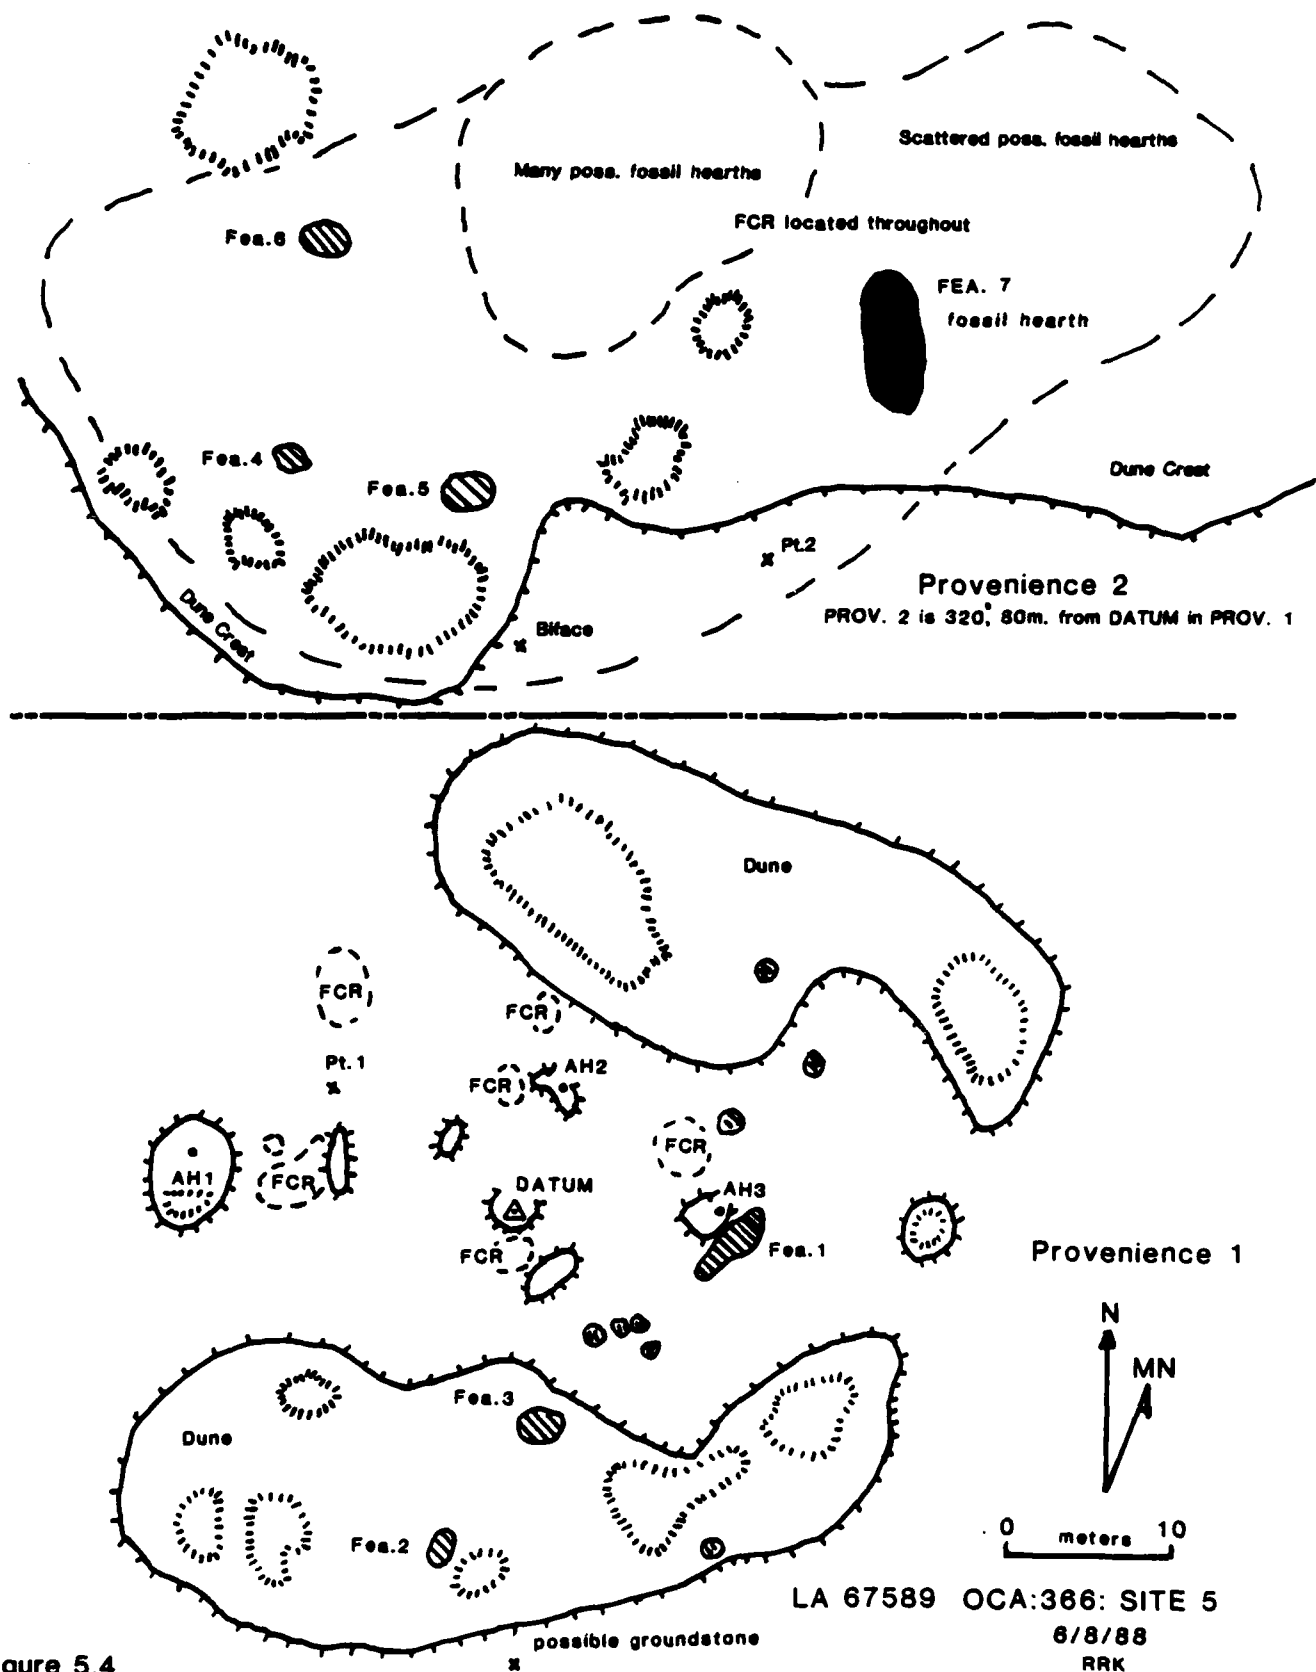 Many poss. fossil hearths
Scattered poss. fossil hearths
FCR located throughout
Fea.6
FEA. 7
fossil hearth
Fea.4
Fea.5
Dune Crest
Pt.2
Provenience 2
PROV. 2 is 320°, 80m. from DATUM in PROV. 1
Dune Crest
Biface
Dune
FCR
FCR
Pt.1
FCR
AH2
FCR
AH1
FCR
DATUM
AH3
FCR
Fea.1
Provenience 1
N
MN
Fea.3
Dune
Fea.2
0 meters 10
LA 67589 OCA:366: SITE 5
6/8/88
RRK
possible groundstone
gure 5.4